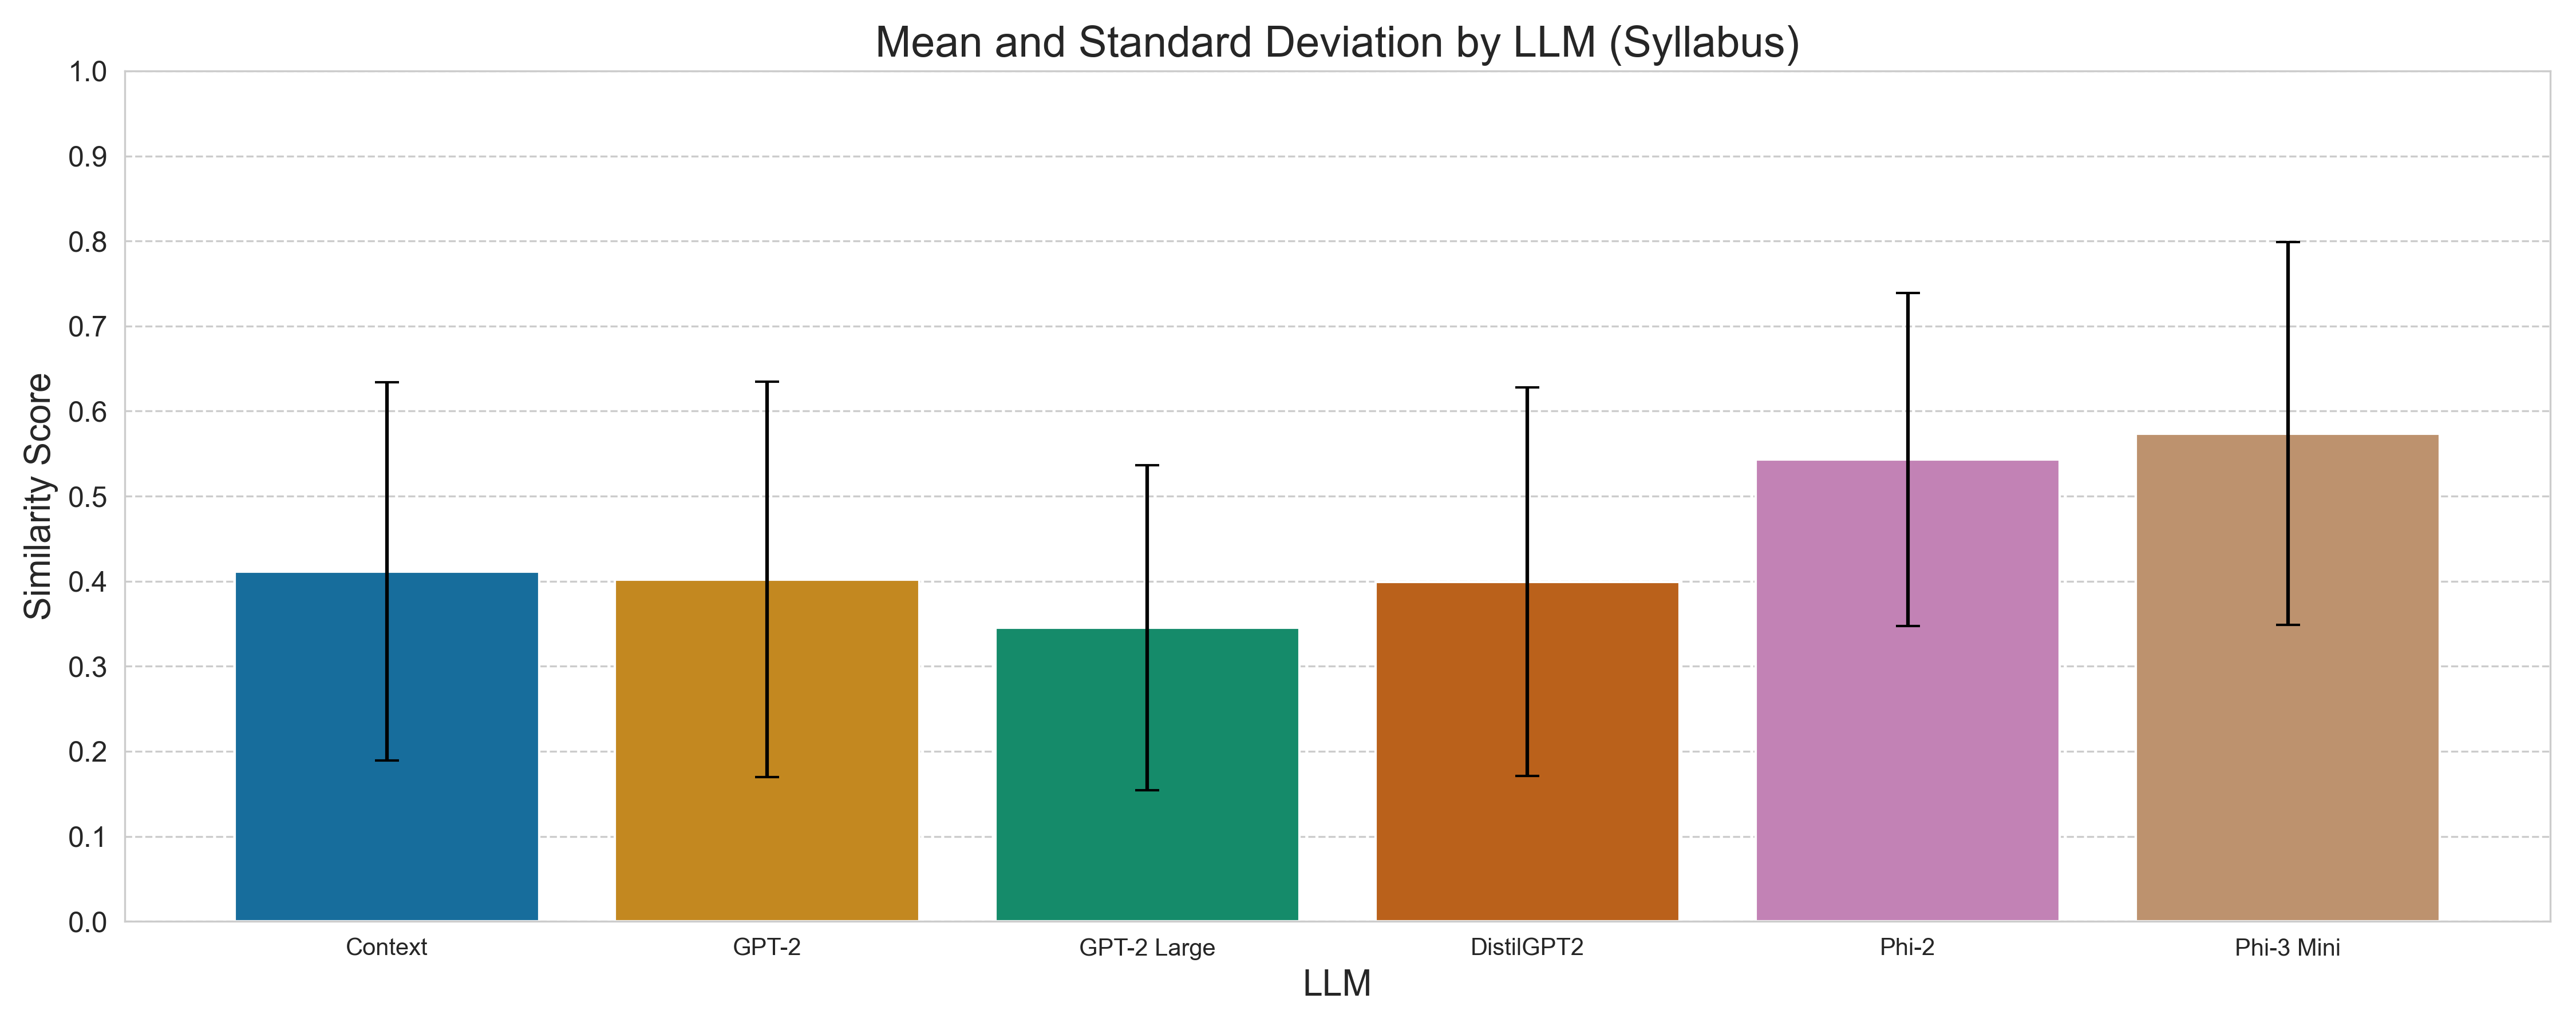 Mean and Standard Deviation by LLM (Syllabus)
1.0
0.9
0.8
0.7
0.6
0.5
0.4
0.3
0.2
0.1
0.0
Similarity Score
Context GPT-2 GPT-2 Large DistilGPT2 Phi-2 Phi-3 Mini
LLM